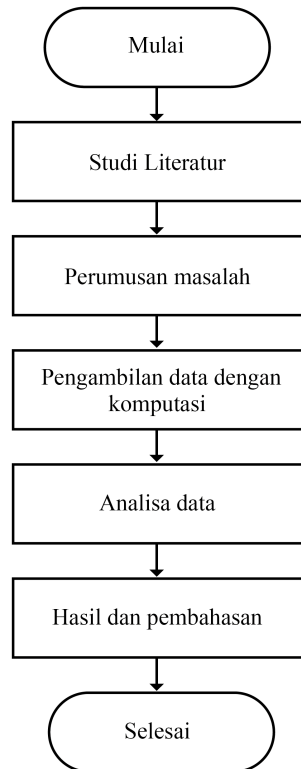 Mulai
Studi Literatur
Perumusan masalah
Pengambilan data dengan
komputasi
Analisa data
Hasil dan pembahasan
Selesai